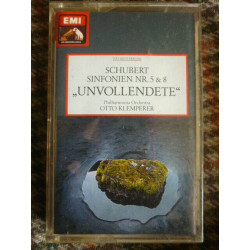 EMI
SCHUBERT
SINFONIEN NR. 5 & 8
„UNVOLLENDETE“
Philharmonia Orchestra
OTTO KLEMPERER